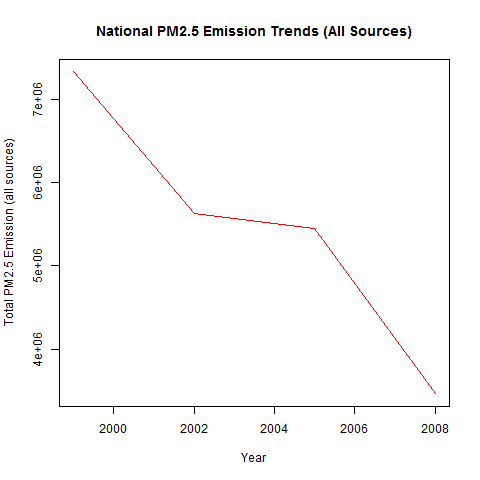 National PM2.5 Emission Trends (All Sources)
Total PM2.5 Emission (all sources)
7e+06
6e+06
5e+06
4e+06
2000 2002 2004 2006 2008
Year